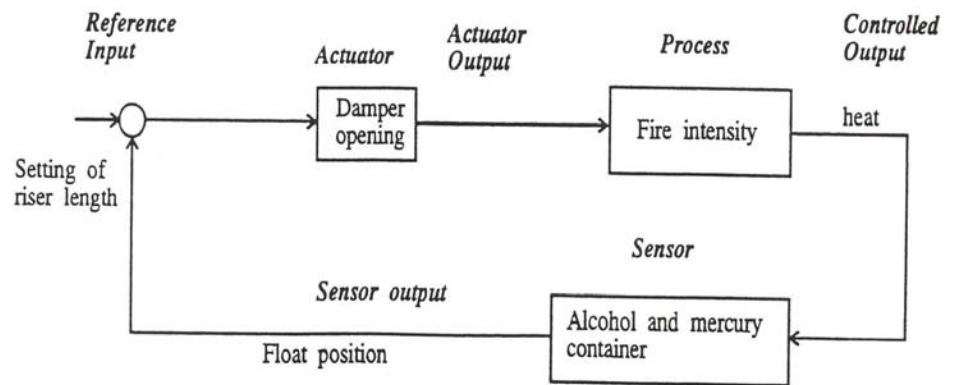 Reference
Input
Actuator
Actuator
Output
Process
Controlled
Output
Damper
opening
Fire intensity
heat
Setting of
riser length
Sensor
Sensor output
Alcohol and mercury
container
Float position